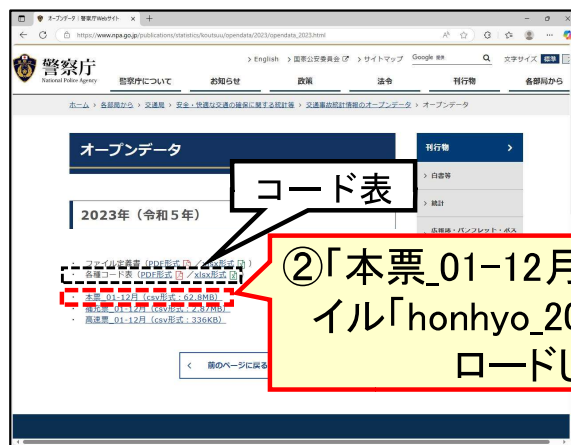 オープンデータ｜警察庁Webサイト
https://www.npa.go.jp/publications/statistics/koutsuu/opendata/2023/opendata_2023.html
警察庁
National Police Agency
> English > 国家公安委員会 > サイトマップ Google 文字サイズ 標準
警察庁について お知らせ 政策 法令 刊行物 各部局から
ホーム > 各部局から > 交通局 > 安全・快適な交通の確保に関する統計等 > 交通事故統計情報のオープンデータ > オープンデータ
オープンデータ
刊行物 >
> 白書等
> 統計
> 広報誌・パンフレット・ポス
コード表
2023年（令和５年）
・ ファイル定義書（PDF形式／xlsx形式）
・ 各種コード表（PDF形式／xlsx形式
・ 本票_01-12月（csv形式：62.8MB）
・ 補充票_01-12月（csv形式：2.87MB）
・ 高速票_01-12月（csv形式：336KB）
②「本票_01-12月
イル「honhyo_20
ロードし
< 前のページに戻る